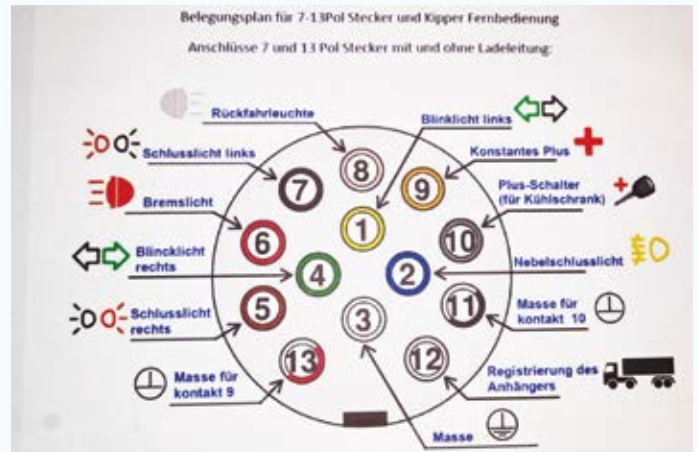 Belegungsplan für 7-13Pol Stecker und Kipper Fernbedienung
Anschlüsse 7 und 13 Pol Stecker mit und ohne Ladeleitung:
Rückfahrleuchte
Blinklicht links
Schlusslicht links
Konstantes Plus
8
7
9
Plus-Schalter
(für Kühlschrank)
Bremslicht
1
6
10
Blincklicht
rechts
4
2
Nebelschlusslicht
Schlusslicht
rechts
5
3
11
Masse für
kontakt 10
13
12
Masse für
kontakt 9
Registrierung des
Anhängers
Masse